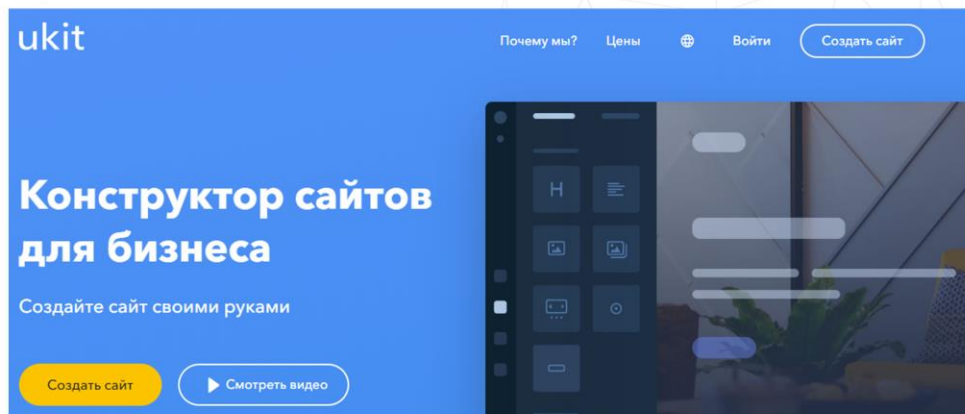 ukit
Почему мы?
Цены
Войти
Создать сайт
Конструктор сайтов
для бизнеса
Создайте сайт своими руками
Создать сайт
Смотреть видео
H